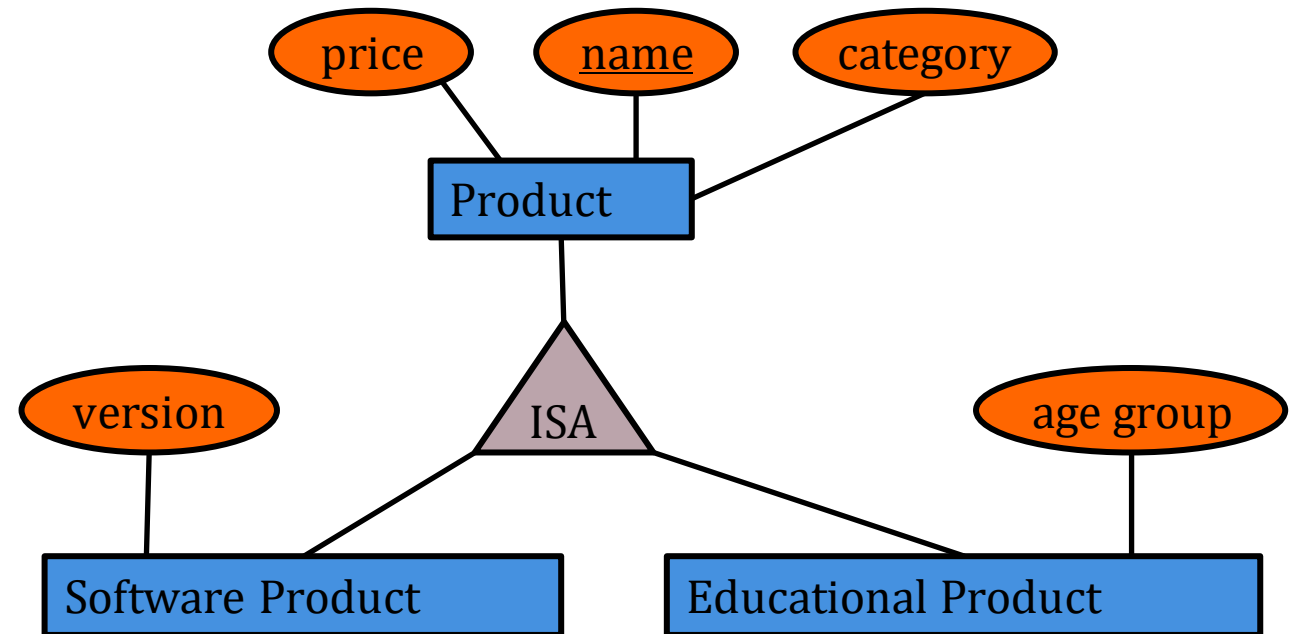 price
name
category
Product
ISA
version
age group
Software Product
Educational Product